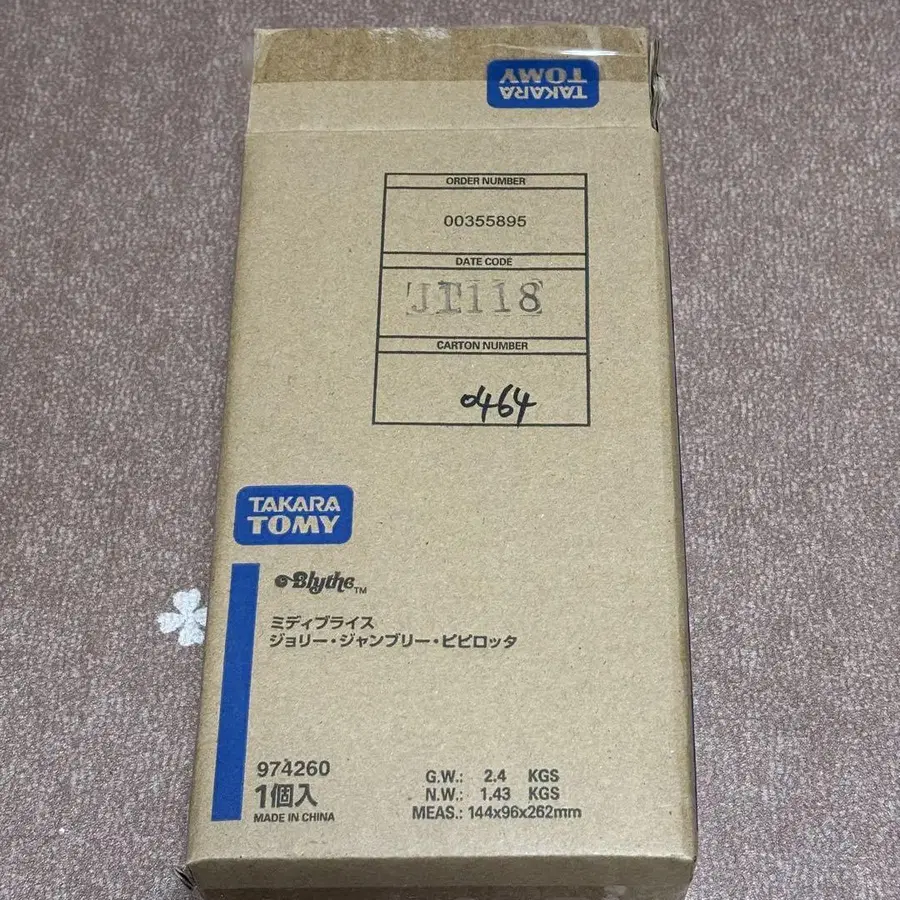 TAKARA
TOMY
ORDER NUMBER
00355895
DATE CODE
JT118
CARTON NUMBER
0464
TAKARA
TOMY
Blythe™
ミディブライス
ジョリー・ジャンブリー・ピピロッタ
974260
1個入
MADE IN CHINA
G.W.: 2.4 KGS
N.W.: 1.43 KGS
MEAS.: 144x96x262mm